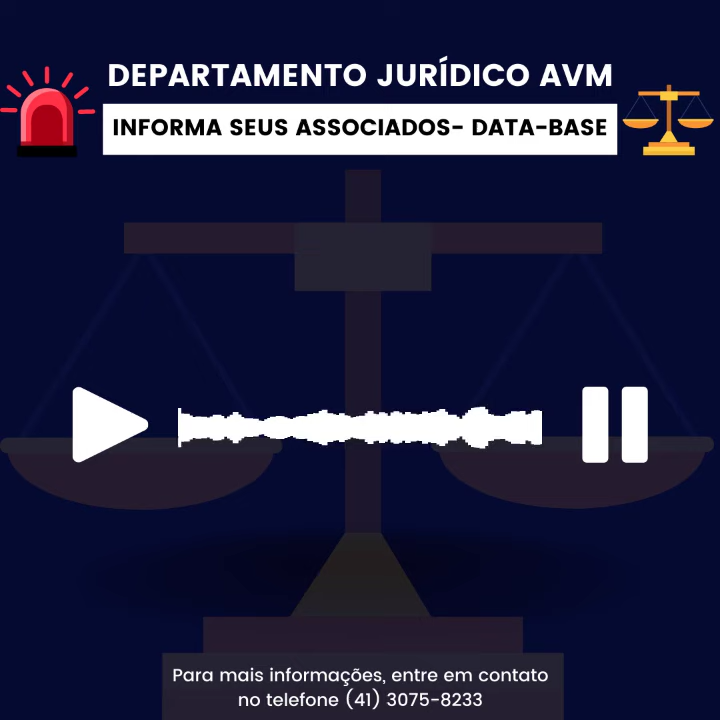 DEPARTAMENTO JURÍDICO AVM
INFORMA SEUS ASSOCIADOS- DATA-BASE
Para mais informações, entre em contato
no telefone (41) 3075-8233